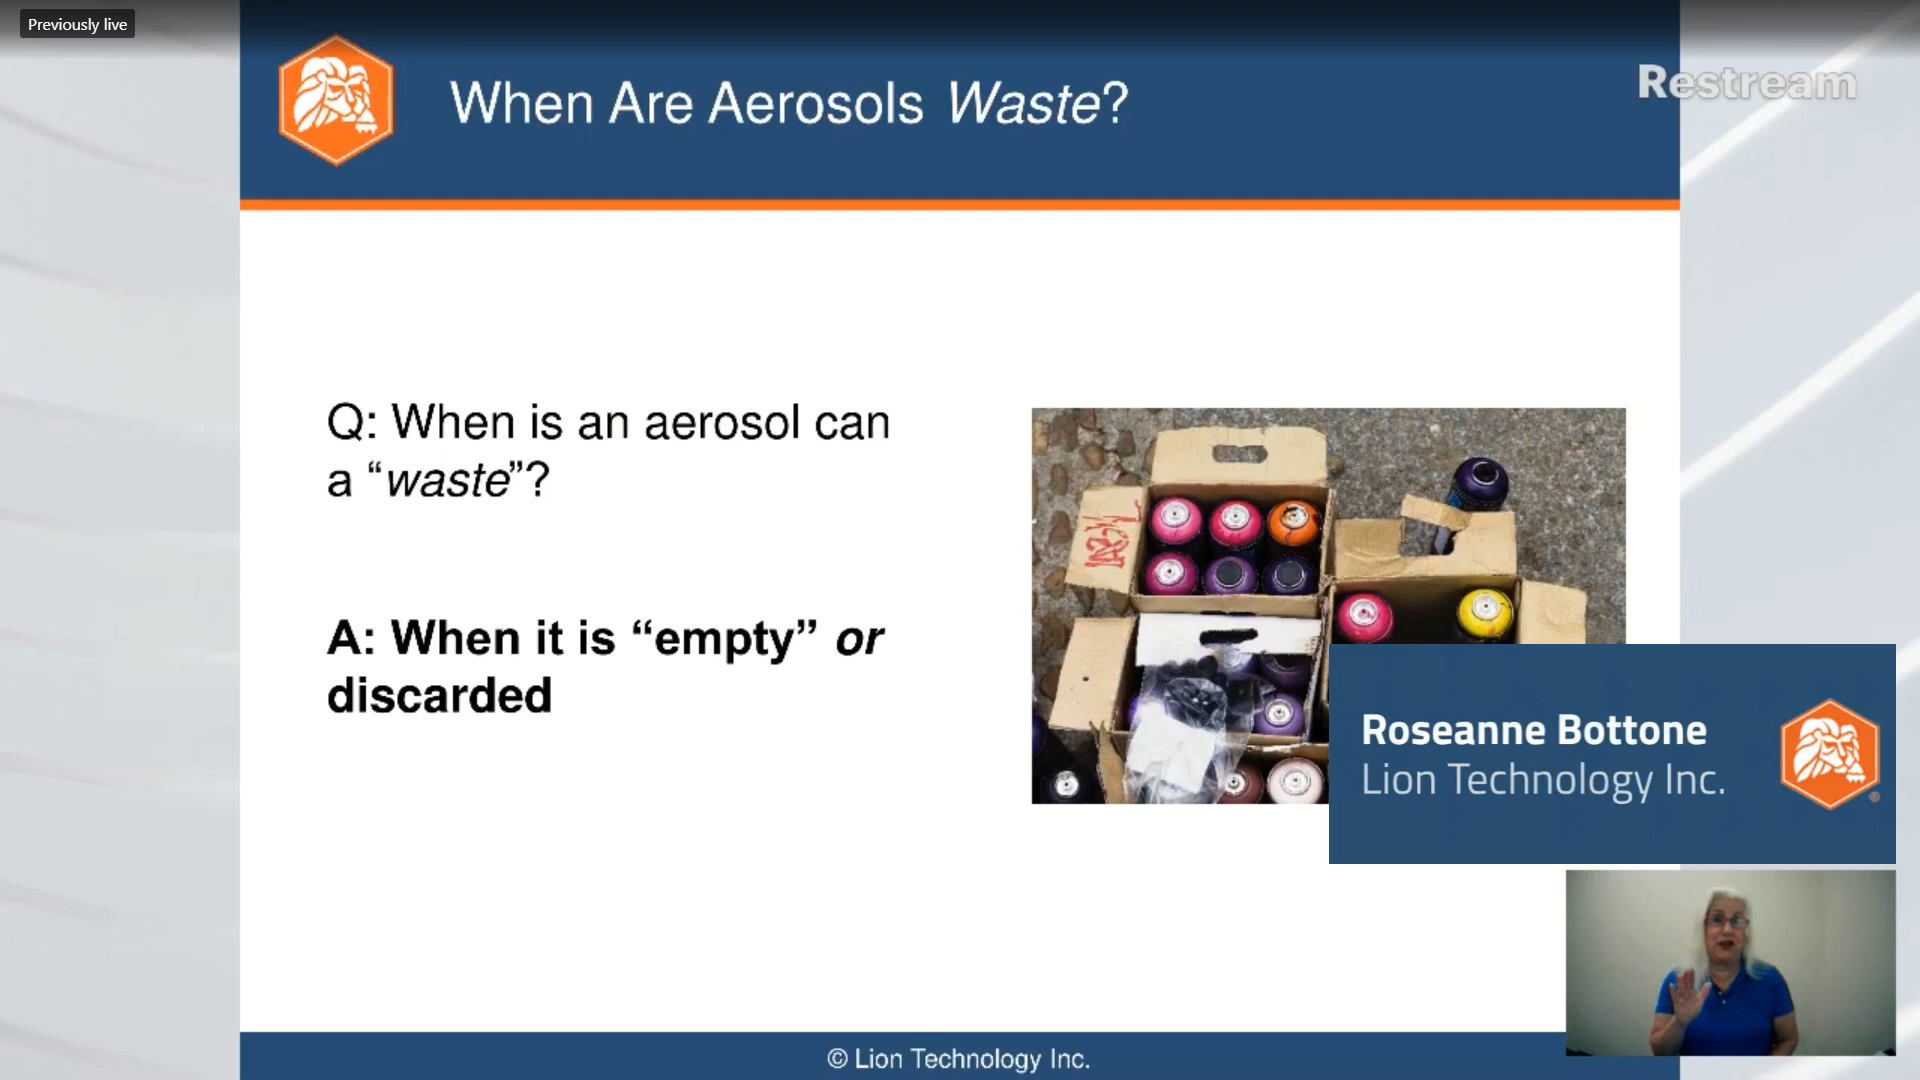 Previously live
When Are Aerosols Waste?
Restream
Q: When is an aerosol can
a “waste”?
A: When it is “empty” or
discarded
Roseanne Bottone
Lion Technology Inc.
© Lion Technology Inc.